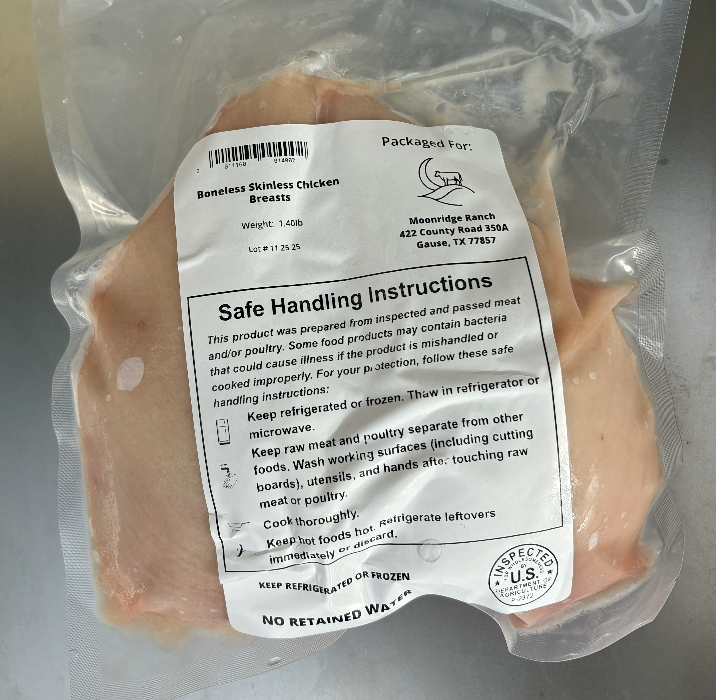 Packaged For:
Boneless Skinless Chicken
Breasts
Weight: 1.40lb
Lot # 11 25 25
Moonridge Ranch
422 County Road 350A
Gause, TX 77857
Safe Handling Instructions
This product was prepared from inspected and passed meat
and/or poultry. Some food products may contain bacteria
that could cause illness if the product is mishandled or
cooked improperly. For your protection, follow these safe
handling instructions:
Keep refrigerated or frozen. Thaw in refrigerator or
microwave.
Keep raw meat and poultry separate from other
foods. Wash working surfaces (including cutting
boards), utensils, and hands after touching raw
meat or poultry.
Cook thoroughly.
Keep hot foods hot. Refrigerate leftovers
immediately or discard.
KEEP REFRIGERATED OR FROZEN
NO RETAINED WATER
INSPECTED
BY
U.S.
DEPARTMENT OF
AGRICULTURE